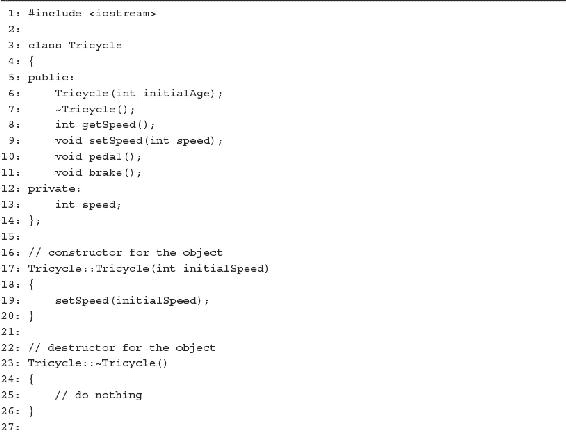 1: #include <iostream>
2:
3: class Tricycle
4: {
5: public:
6:     Tricycle(int initialAge);
7:     ~Tricycle();
8:     int getSpeed();
9:     void setSpeed(int speed);
10:     void pedal();
11:     void brake();
12: private:
13:     int speed;
14: };
15:
16: // constructor for the object
17: Tricycle::Tricycle(int initialSpeed)
18: {
19:     setSpeed(initialSpeed);
20: }
21:
22: // destructor for the object
23: Tricycle::~Tricycle()
24: {
25:     // do nothing
26: }
27: